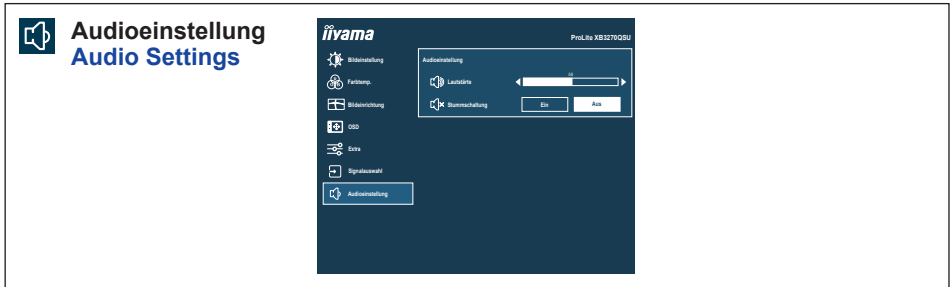 Audioeinstellung
Audio Settings
iiyama
ProLite XB3270QSU
Bildeinstellung
Farbtemp.
Bildeinrichtung
OSD
Extra
Signalauswahl
Audioeinstellung
Audioeinstellung
Lautstärke
Stummschaltung
Ein
Aus